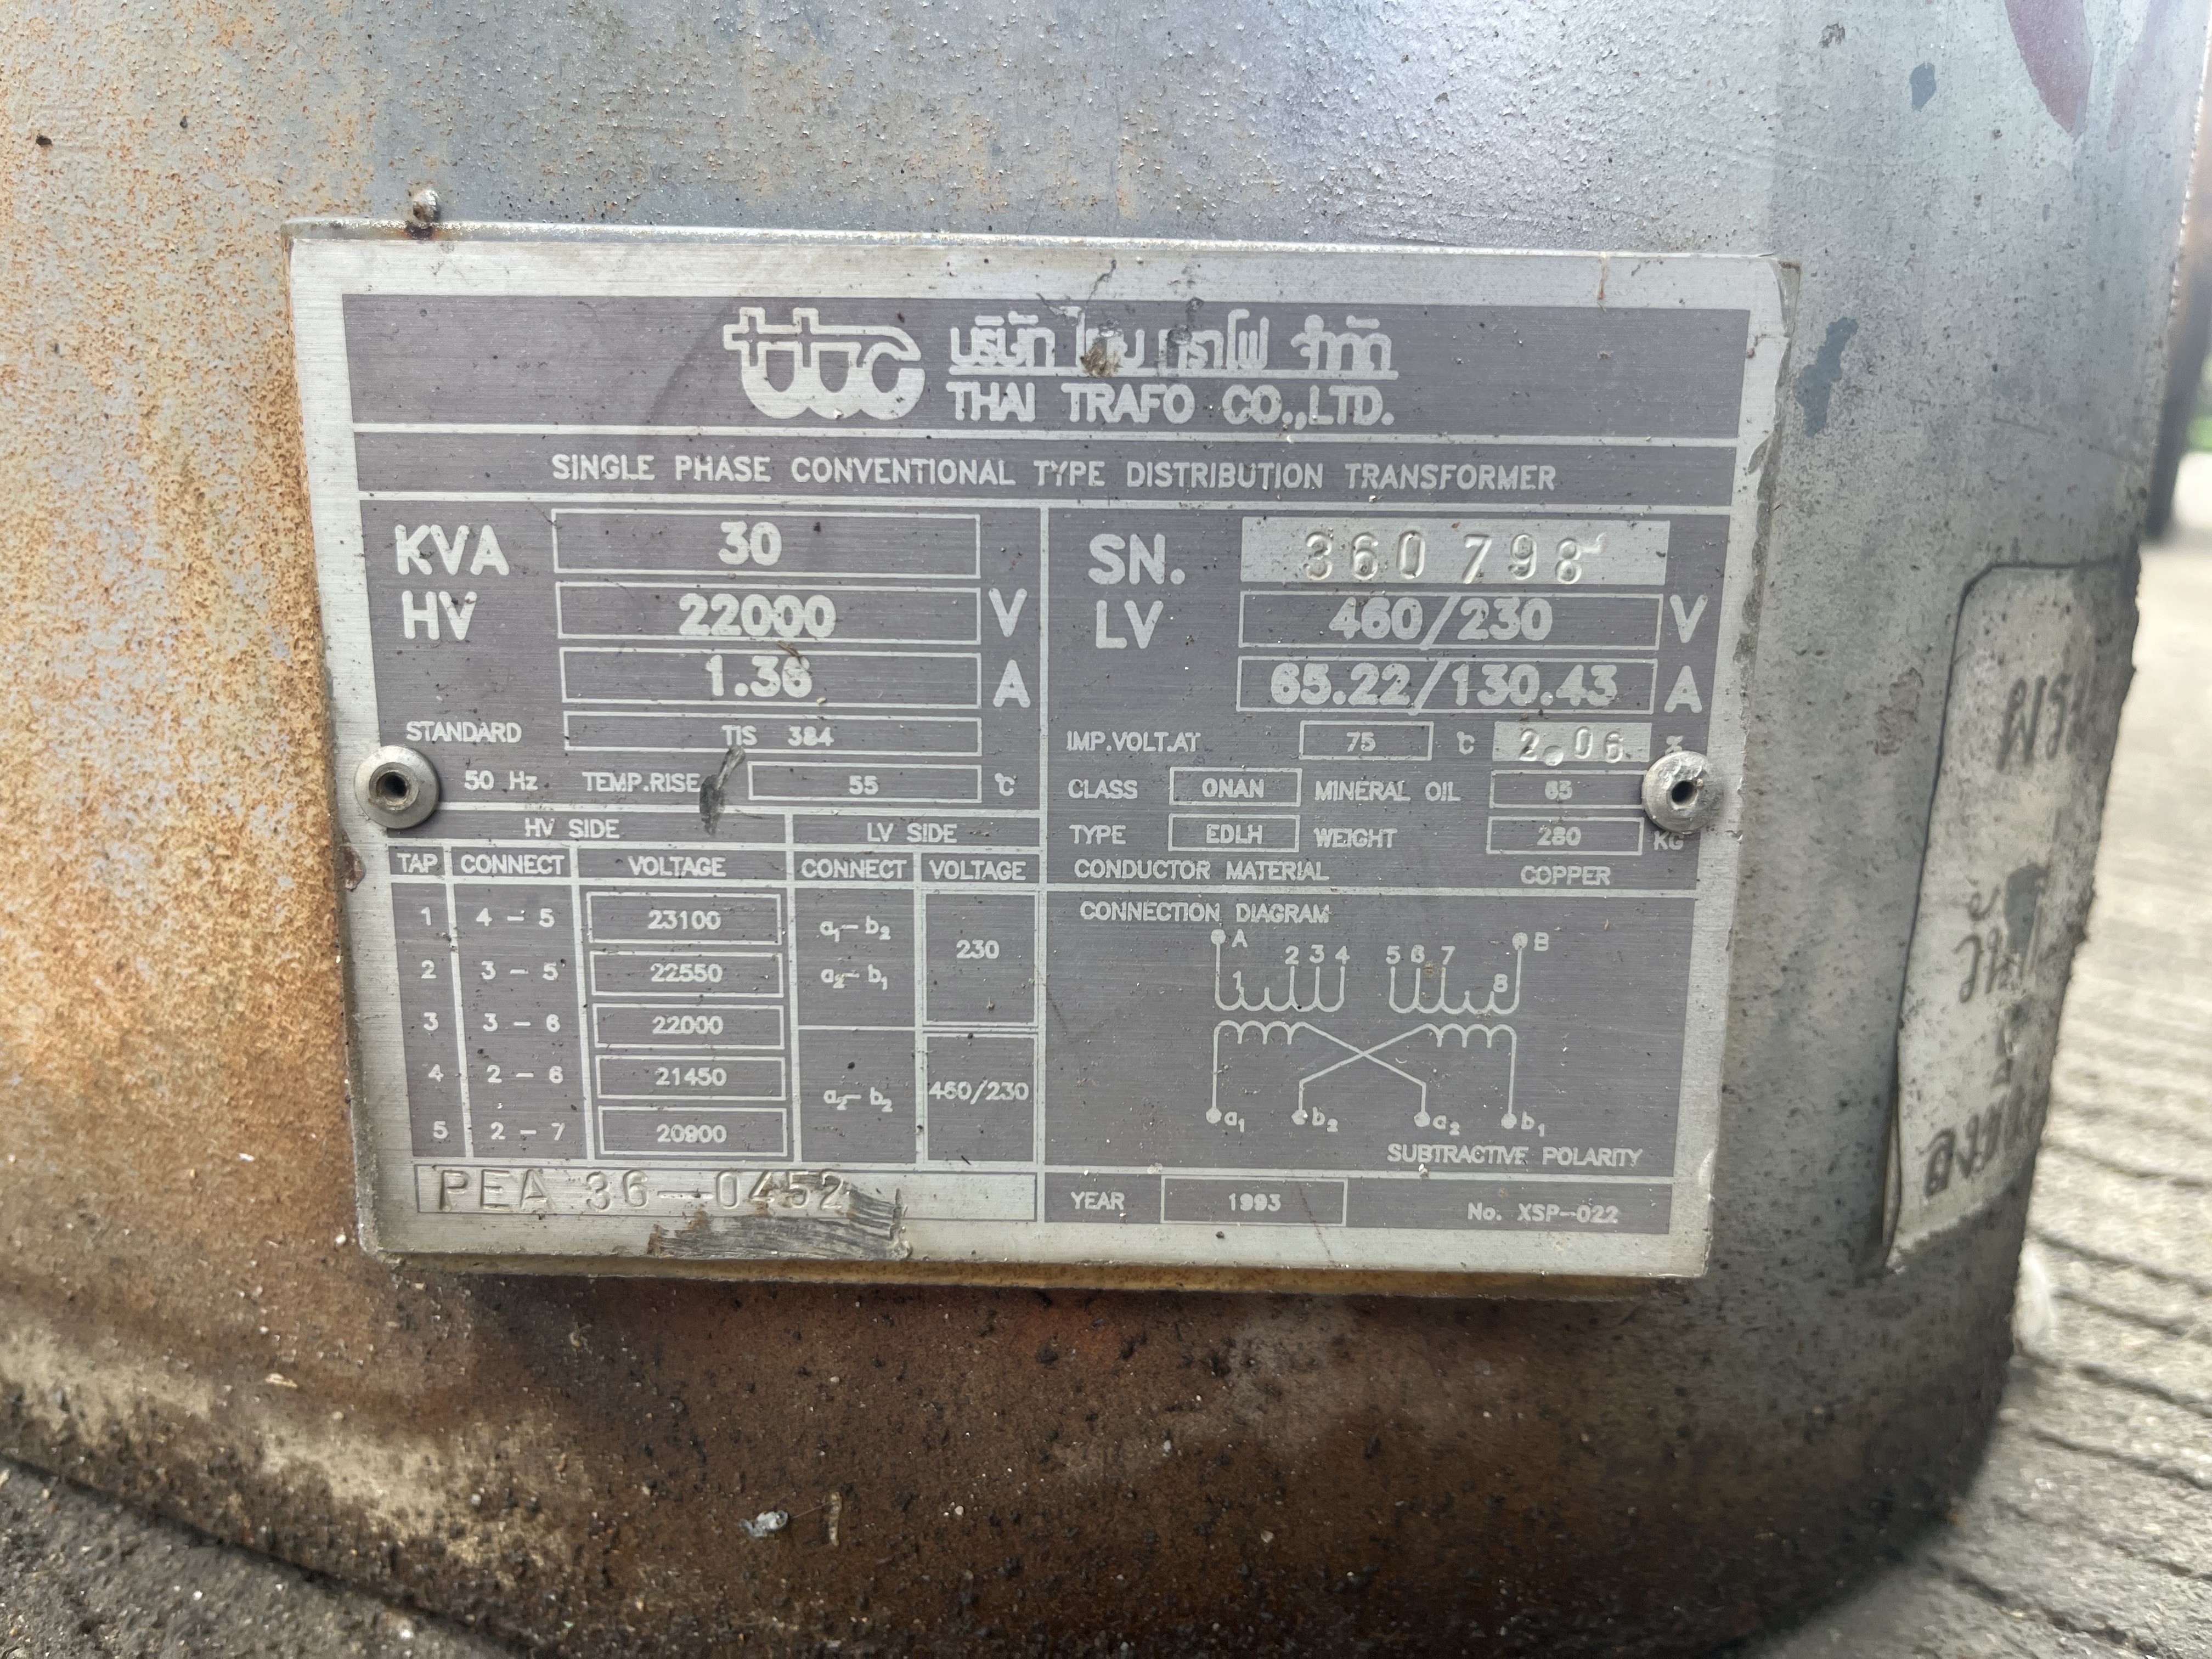 ttc บริษัท ไทย ทราโฟ จำกัด
THAI TRAFO CO.,LTD.
SINGLE PHASE CONVENTIONAL TYPE DISTRIBUTION TRANSFORMER
KVA 30
HV 22000 V
1.36 A
STANDARD TIS 384
50 Hz TEMP.RISE 55 °C
SN. 360798
LV 460/230 V
65.22/130.43 A
IMP.VOLT.AT 75 °C 2.06 %
CLASS ONAN MINERAL OIL
TYPE EDLH WEIGHT 280 KG
CONDUCTOR MATERIAL COPPER
HV SIDE LV SIDE
TAP CONNECT VOLTAGE CONNECT VOLTAGE
1 4 - 5 23100 a₁- b₂ 230
2 3 - 5 22550 a₂- b₁
3 3 - 6 22000
4 2 - 6 21450 a₂- b₂ 460/230
5 2 - 7 20900
PEA 36-0452
CONNECTION DIAGRAM
A B
1 2 3 4 5 6 7 8
a₁ b₂ a₂ b₁
SUBTRACTIVE POLARITY
YEAR 1993 No. XSP-022